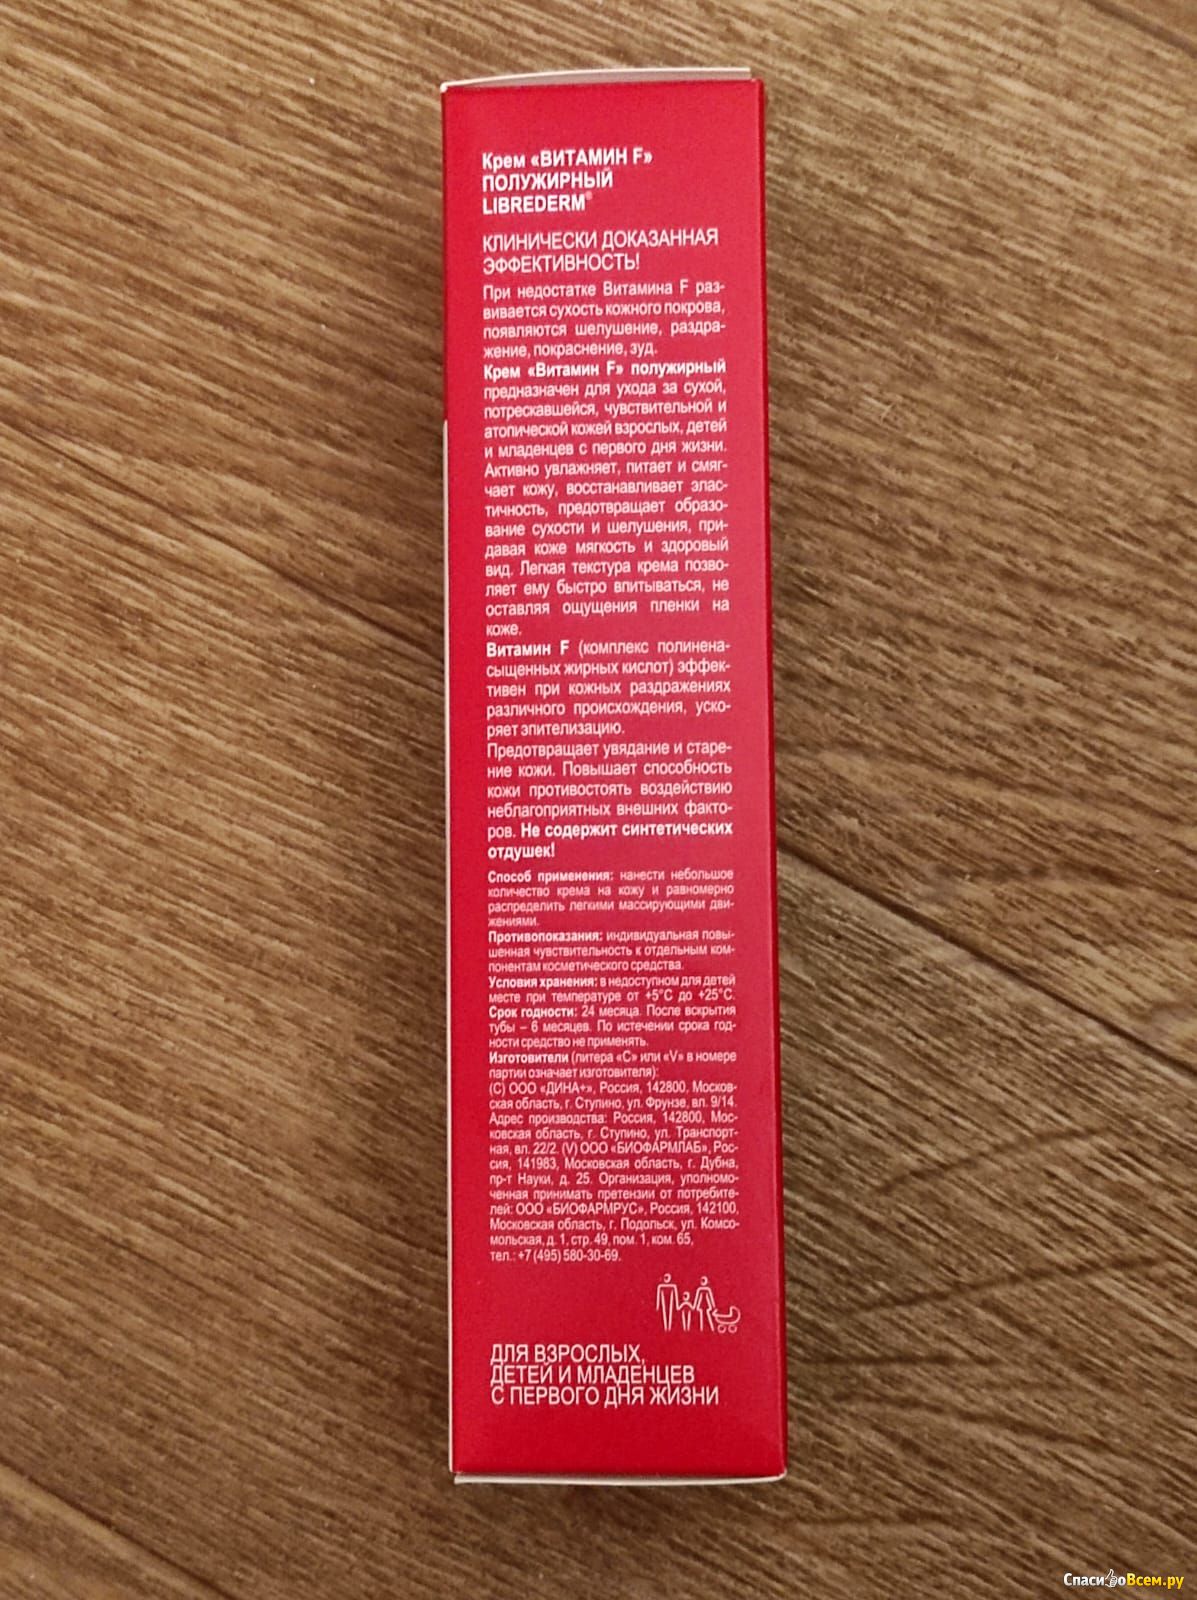 Крем «ВИТАМИН F»
ПОЛУЖИРНЫЙ
LIBREDERM®
КЛИНИЧЕСКИ ДОКАЗАННАЯ
ЭФФЕКТИВНОСТЬ!
При недостатке Витамина F раз-
вивается сухость кожного покрова,
появляются шелушение, раздра-
жение, покраснение, зуд.
Крем «Витамин F» полужирный
предназначен для ухода за сухой,
потрескавшейся, чувствительной и
атопической кожей взрослых, детей
и младенцев с первого дня жизни.
Активно увлажняет, питает и смяг-
чает кожу, восстанавливает элас-
тичность, предотвращает образо-
вание сухости и шелушения, при-
давая коже мягкость и здоровый
вид. Легкая текстура крема позво-
ляет ему быстро впитываться, не
оставляя ощущения пленки на
коже.
Витамин F (комплекс полинена-
сыщенных жирных кислот) эффек-
тивен при кожных раздражениях
различного происхождения, уско-
ряет эпителизацию.
Предотвращает увядание и старе-
ние кожи. Повышает способность
кожи противостоять воздействию
неблагоприятных внешних факто-
ров. Не содержит синтетических
отдушек!
Способ применения: нанести небольшое
количество крема на кожу и равномерно
распределить легкими массирующими дви-
жениями.
Противопоказания: индивидуальная повы-
шенная чувствительность к отдельным ком-
понентам косметического средства.
Условия хранения: в недоступном для детей
месте при температуре от +5°С до +25°С.
Срок годности: 24 месяца. После вскрытия
тубы – 6 месяцев. По истечении срока год-
ности средство не применять.
Изготовители (литера «С» или «V» в номере
партии означает изготовителя):
(С) ООО «ДИНА+», Россия, 142800, Москов-
ская область, г. Ступино, ул. Фрунзе, вл. 9/14.
Адрес производства: Россия, 142800, Мос-
ковская область, г. Ступино, ул. Транспорт-
ная, вл. 22/2. (V) ООО «БИОФАРМЛАБ», Рос-
сия, 141983, Московская область, г. Дубна,
пр-т Науки, д. 25. Организация, уполномо-
ченная принимать претензии от потребите-
лей: ООО «БИОФАРМРУС», Россия, 142100,
Московская область, г. Подольск, ул. Комсо-
мольская, д. 1, стр. 49, пом. 1, ком. 65,
тел.: +7 (495) 580-30-69.
ДЛЯ ВЗРОСЛЫХ,
ДЕТЕЙ И МЛАДЕНЦЕВ
С ПЕРВОГО ДНЯ ЖИЗНИ
СпасибоВсем.ру